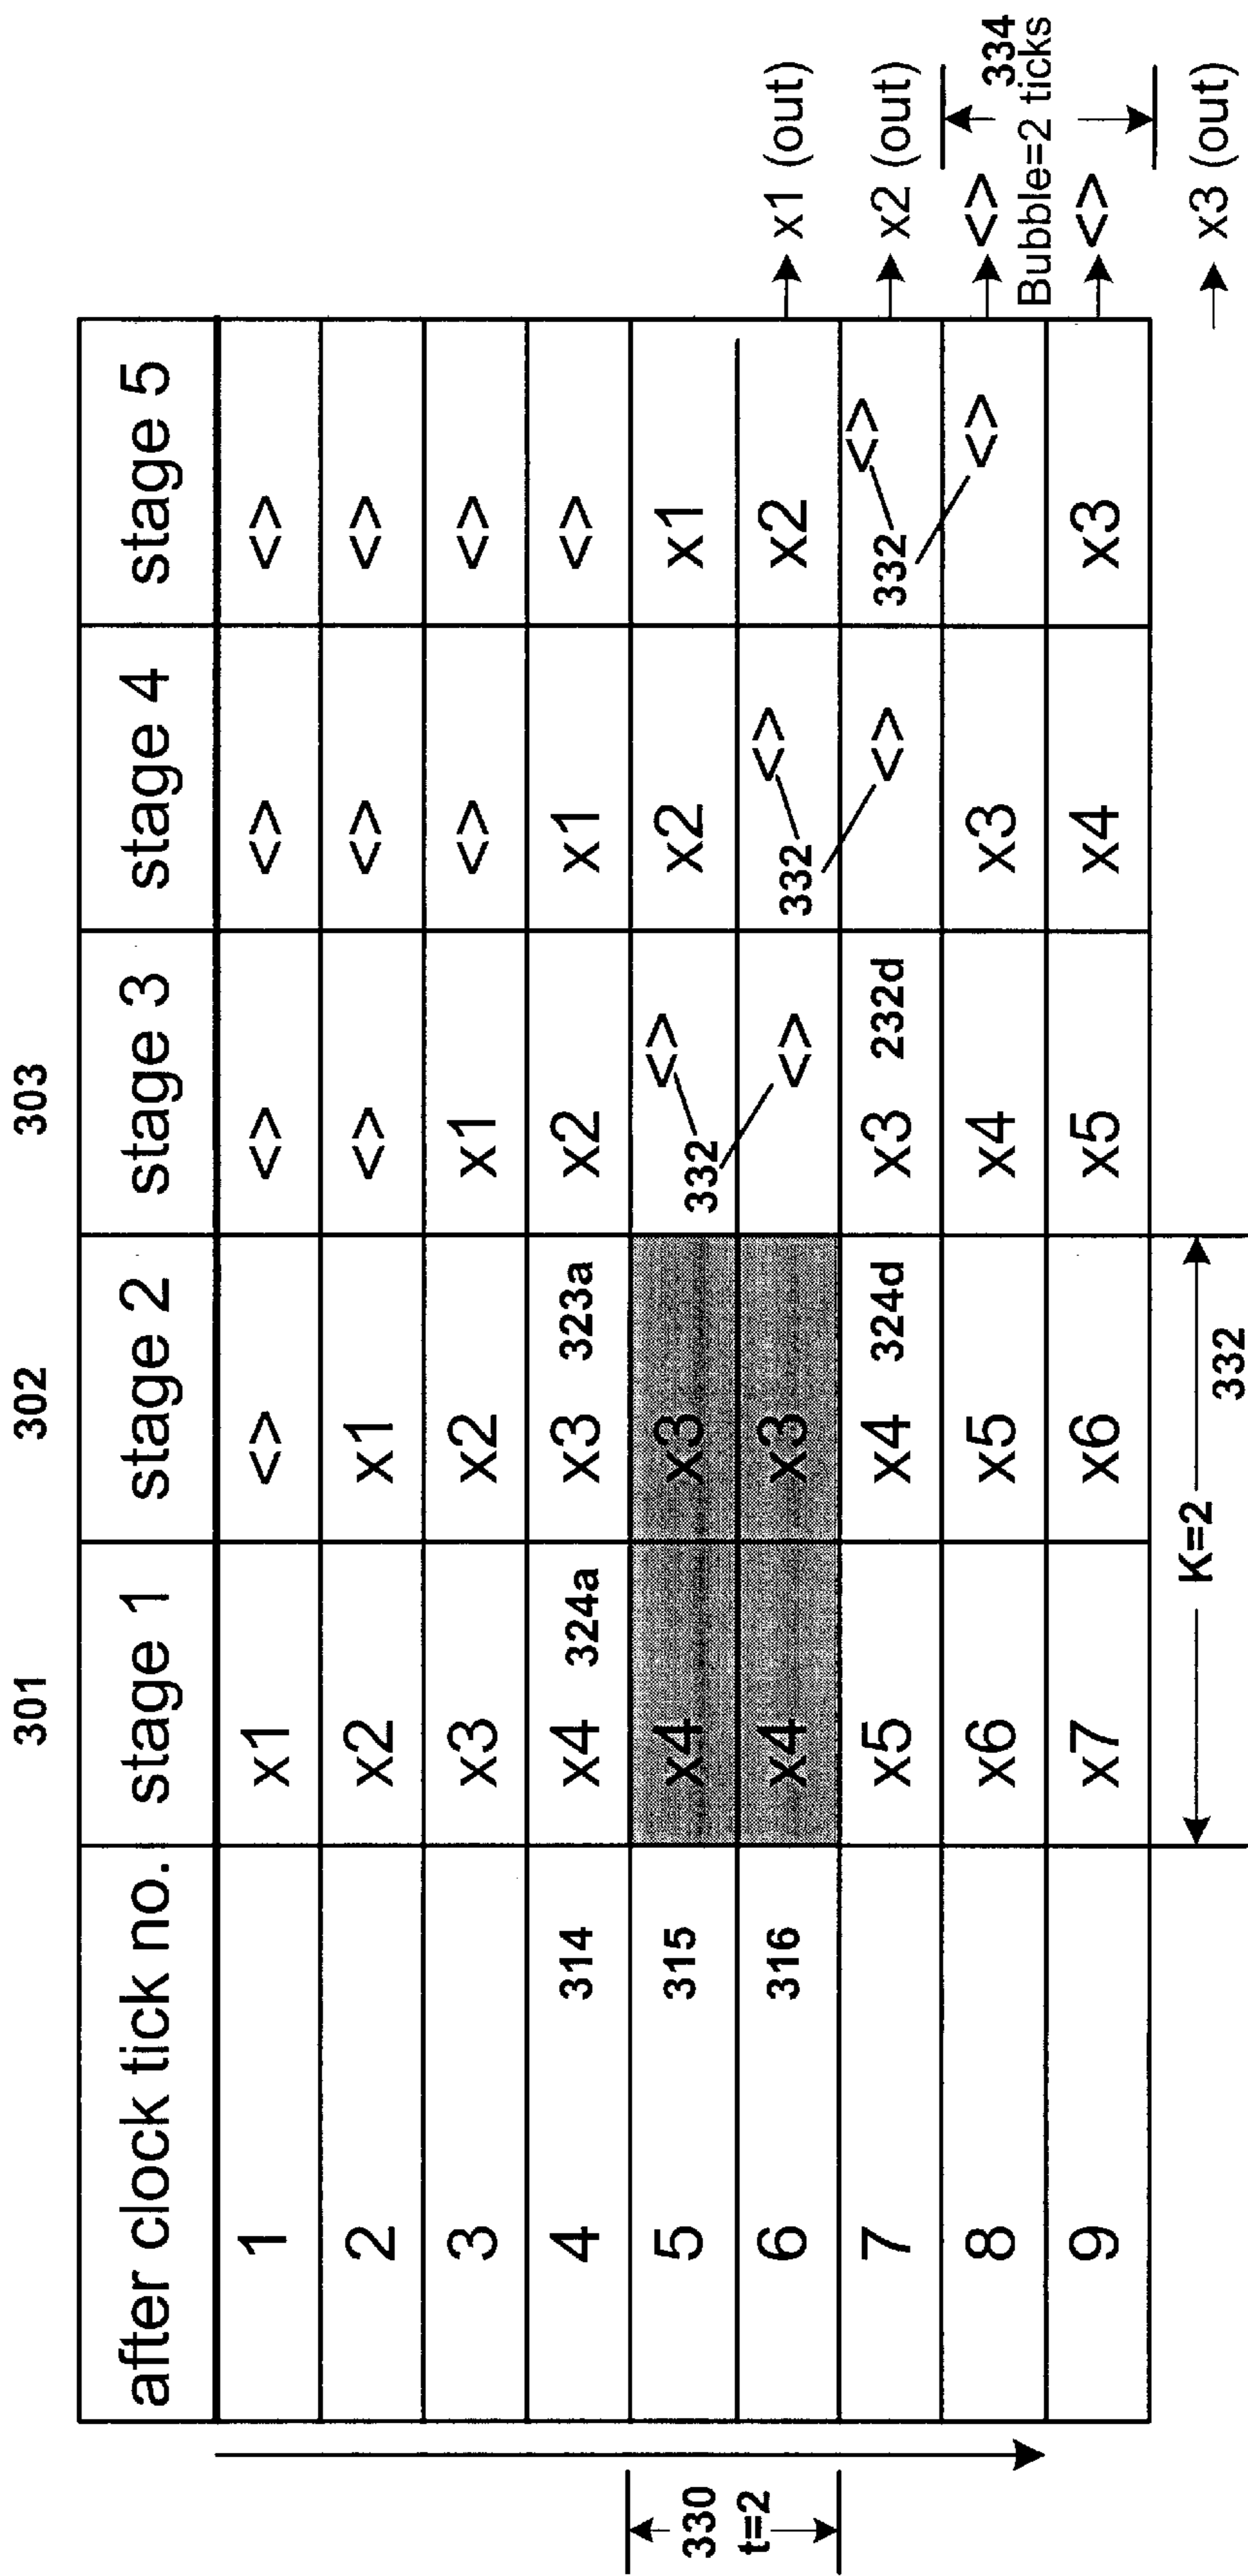 301 302 303
after clock tick no. stage 1 stage 2 stage 3 stage 4 stage 5
1 x1 <> <> <> <>
2 x2 x1 <> <> <>
3 x3 x2 x1 <> <>
4 314 x4 324a x3 323a x2 x1 <>
5 315 x4 x3 <> x2 x1
332
6 316 x4 x3 <> <> x2 x1 (out)
332
7 x5 x4 324d x3 232d <> <> x2 (out)
332
8 x6 x5 x4 x3 <> <>
9 x7 x6 x5 x4 x3 <>
330
t=2
334
Bubble=2 ticks
K=2
332
x3 (out)